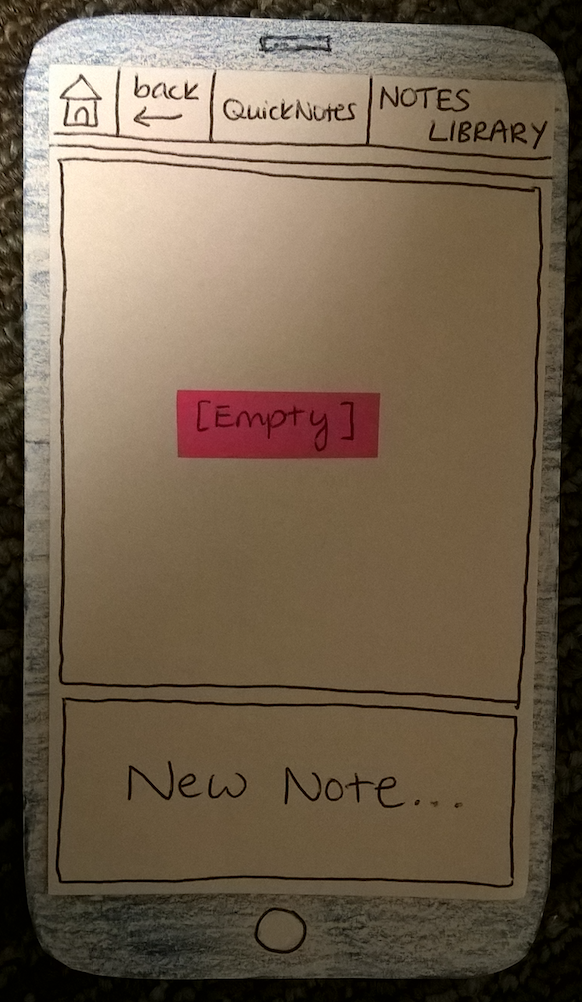 back
QuickNotes
NOTES
LIBRARY
[Empty]
New Note...